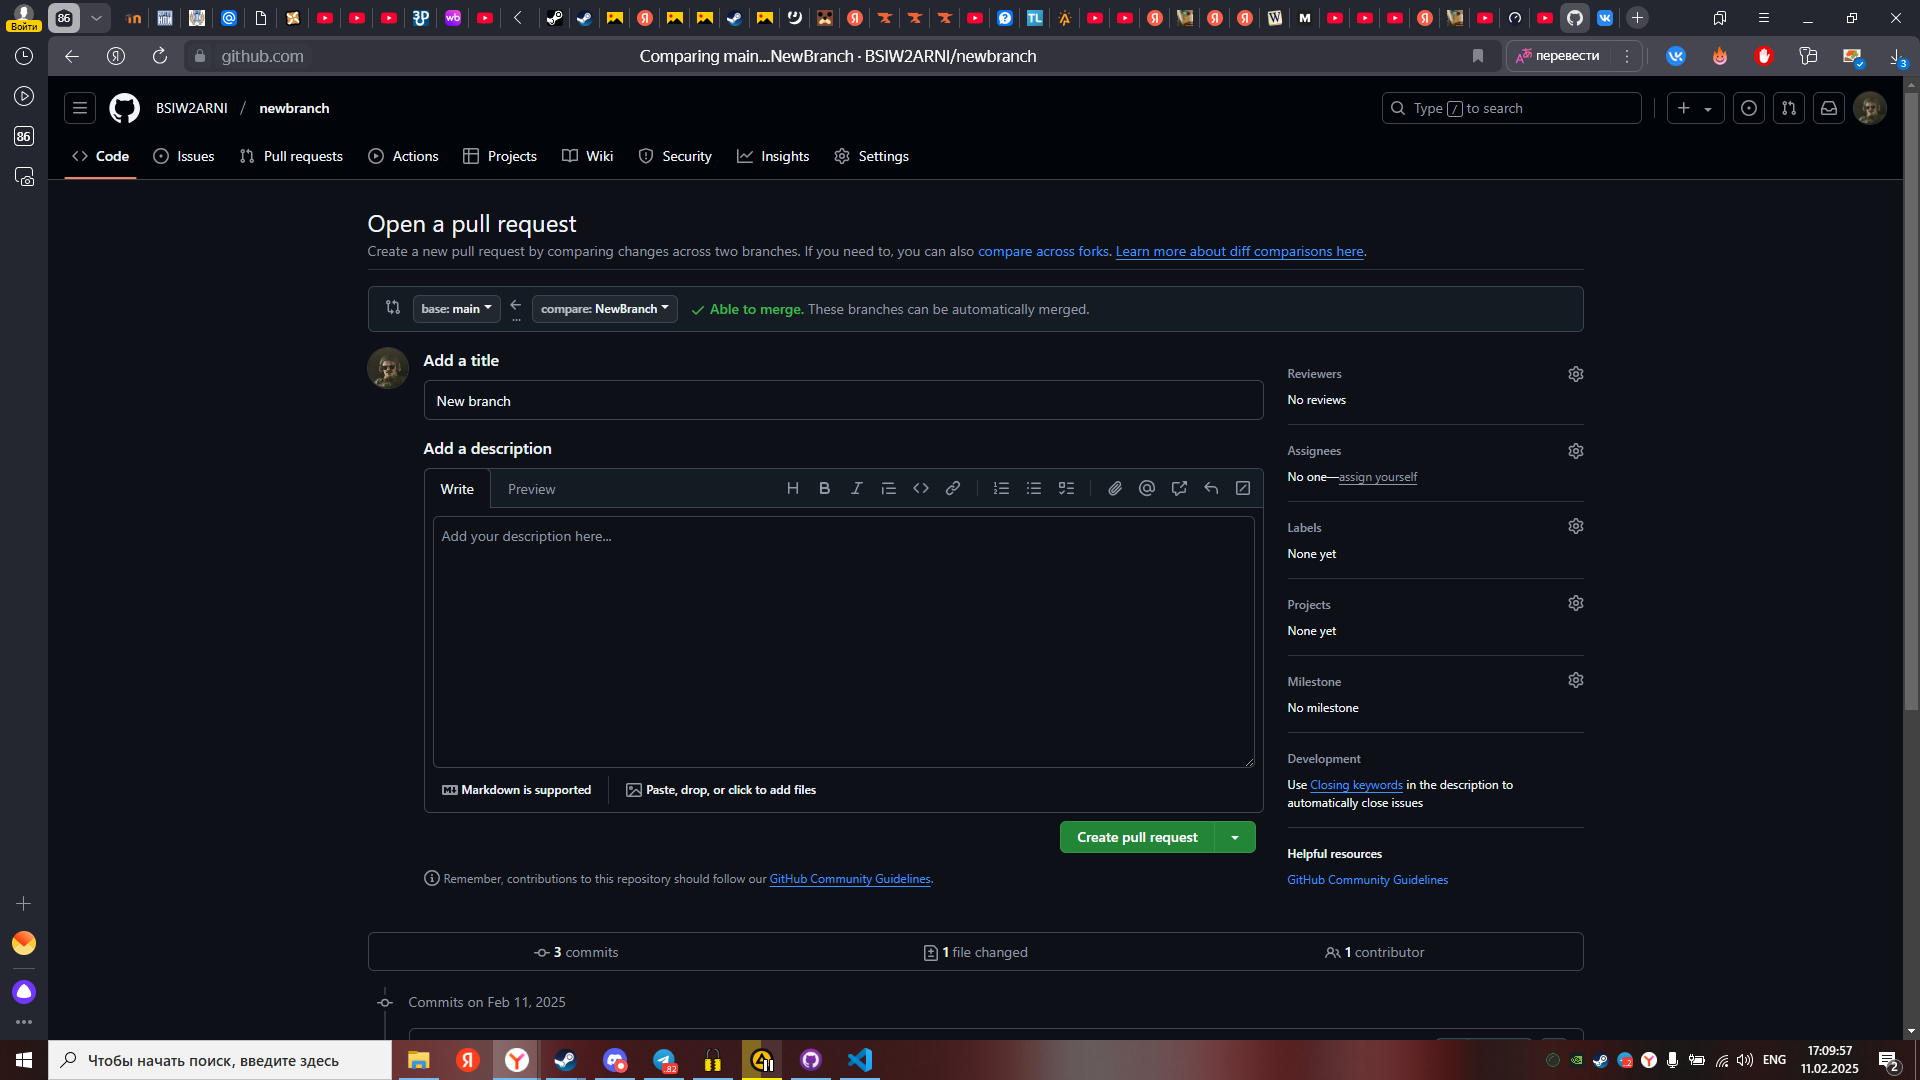 Войти
86
github.com
Comparing main...NewBranch · BSIW2ARNI/newbranch
перевести
3
86
BSIW2ARNI / newbranch
Type / to search
Code
Issues
Pull requests
Actions
Projects
Wiki
Security
Insights
Settings
Open a pull request
Create a new pull request by comparing changes across two branches. If you need to, you can also compare across forks. Learn more about diff comparisons here.
base: main
...
compare: NewBranch
Able to merge. These branches can be automatically merged.
Add a title
New branch
Add a description
Write
Preview
Add your description here...
Markdown is supported
Paste, drop, or click to add files
Create pull request
Remember, contributions to this repository should follow our GitHub Community Guidelines.
Reviewers
No reviews
Assignees
No one—assign yourself
Labels
None yet
Projects
None yet
Milestone
No milestone
Development
Use Closing keywords in the description to
automatically close issues
Helpful resources
GitHub Community Guidelines
3 commits
1 file changed
1 contributor
Commits on Feb 11, 2025
Чтобы начать поиск, введите здесь
82
ENG
17:09:57
11.02.2025
2